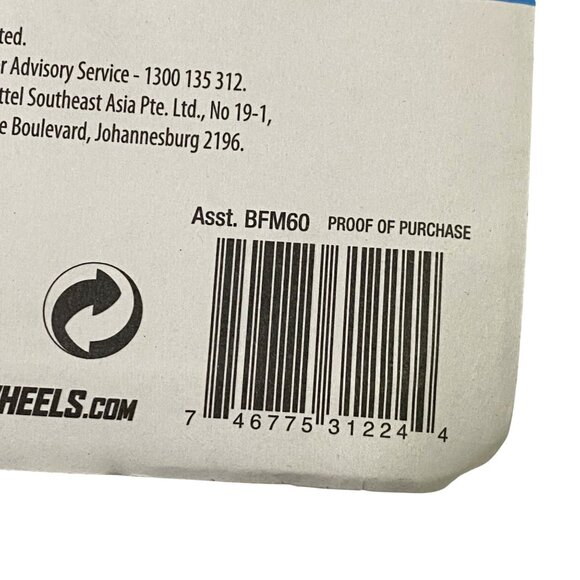 ted.
r Advisory Service - 1300 135 312.
ttel Southeast Asia Pte. Ltd., No 19-1,
e Boulevard, Johannesburg 2196.
Asst. BFM60 PROOF OF PURCHASE
HEELS.COM
7 46775 31224 4